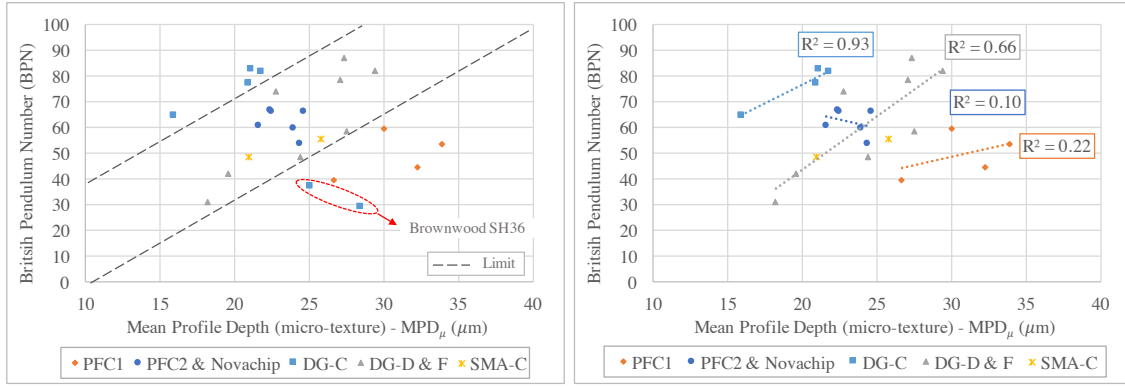 100
90
80
70
60
50
40
30
20
10
0
Britsih Pendulum Number (BPN)
Brownwood SH36
Limit
10 15 20 25 30 35 40
Mean Profile Depth (micro-texture) - MPDμ (μm)
PFC1 PFC2 & Novachip DG-C DG-D & F SMA-C
100
90
80
70
60
50
40
30
20
10
0
Britsih Pendulum Number (BPN)
R² = 0.93
R² = 0.66
R² = 0.10
R² = 0.22
10 15 20 25 30 35 40
Mean Profile Depth (micro-texture) - MPDμ (μm)
PFC1 PFC2 & Novachip DG-C DG-D & F SMA-C